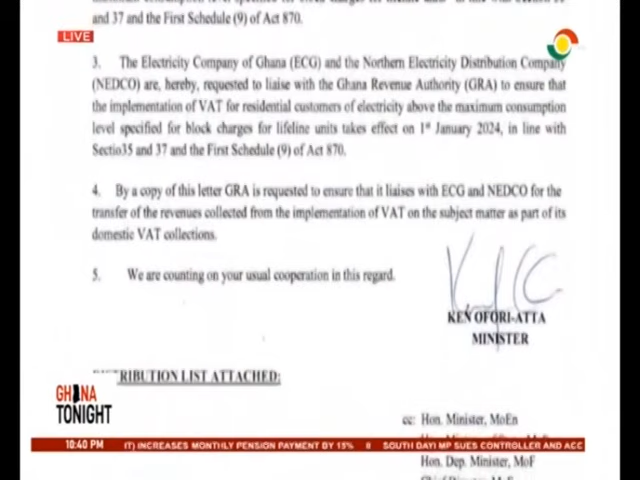 and 37 and the First Schedule (9) of Act 870.
LIVE
3. The Electricity Company of Ghana (ECG) and the Northern Electricity Distribution Company
(NEDCO) are, hereby, requested to liaise with the Ghana Revenue Authority (GRA) to ensure that
the implementation of VAT for residential customers of electricity above the maximum consumption
level specified for block charges for lifeline units takes effect on 1st January 2024, in line with
Sectio35 and 37 and the First Schedule (9) of Act 870.
4. By a copy of this letter GRA is requested to ensure that it liaises with ECG and NEDCO for the
transfer of the revenues collected from the implementation of VAT on the subject matter as part of its
domestic VAT collections.
5. We are counting on your usual cooperation in this regard.
KEN OFORI-ATTA
MINISTER
RIBUTION LIST ATTACHED:
GHANA
TONIGHT
cc: Hon. Minister, MoEn
10:40 PM (T) INCREASES MONTHLY PENSION PAYMENT BY 15% SOUTH DAYI MP SUES CONTROLLER AND ACC
Hon. Dep. Minister, MoF